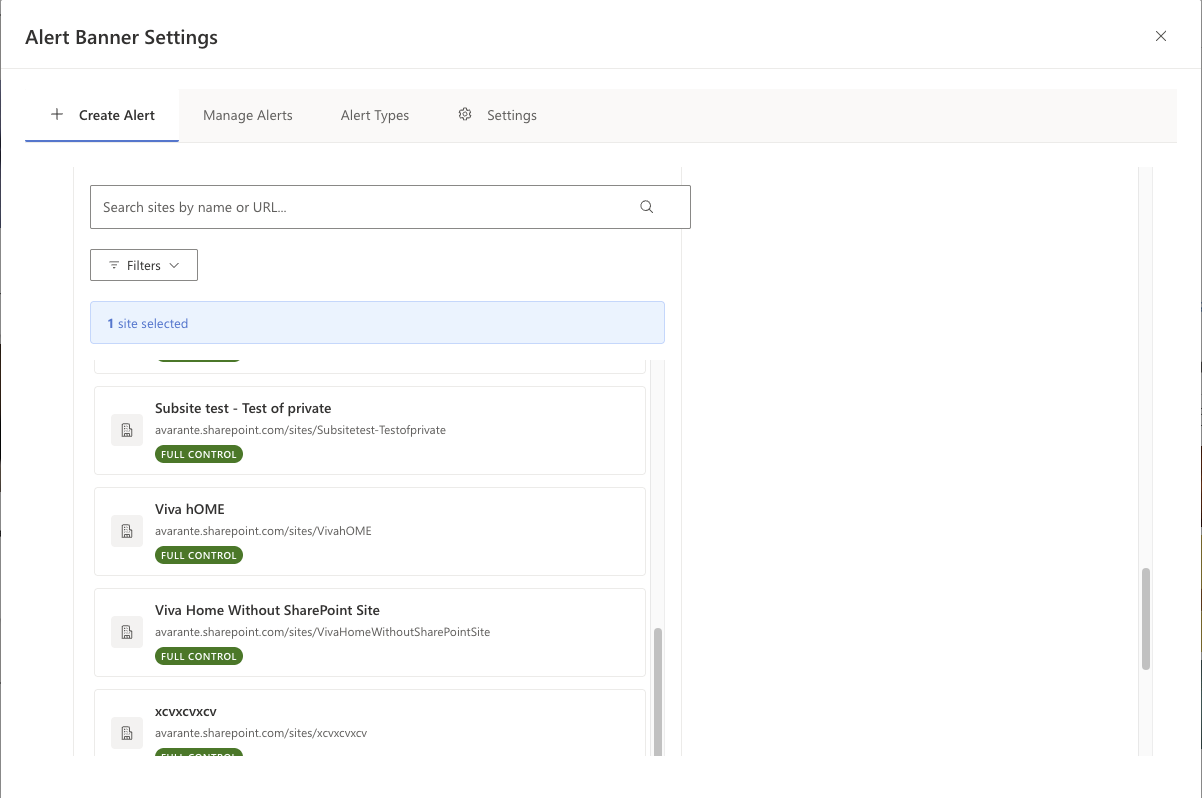 Alert Banner Settings
Create Alert
Manage Alerts
Alert Types
Settings
Search sites by name or URL...
Filters
1 site selected
Subsite test - Test of private
avarante.sharepoint.com/sites/Subsitetest-Testofprivate
FULL CONTROL
Viva hOME
avarante.sharepoint.com/sites/VivahOME
FULL CONTROL
Viva Home Without SharePoint Site
avarante.sharepoint.com/sites/VivaHomeWithoutSharePointSite
FULL CONTROL
xcvxcvxcv
avarante.sharepoint.com/sites/xcvxcvxcv
FULL CONTROL